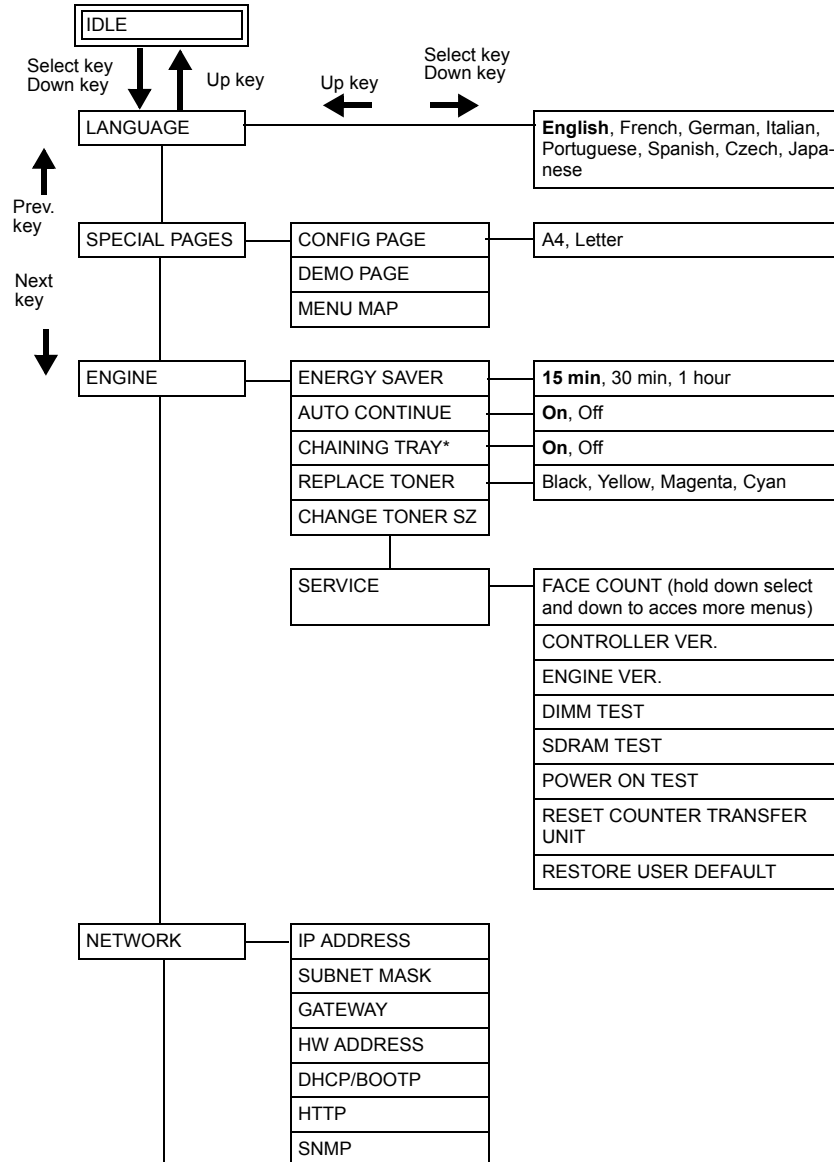 IDLE
Select key
Down key
Up key
Up key
Select key
Down key
LANGUAGE
English, French, German, Italian,
Portuguese, Spanish, Czech, Japa-
nese
Prev.
key
SPECIAL PAGES
CONFIG PAGE
A4, Letter
DEMO PAGE
MENU MAP
Next
key
ENGINE
ENERGY SAVER
15 min, 30 min, 1 hour
AUTO CONTINUE
On, Off
CHAINING TRAY*
On, Off
REPLACE TONER
Black, Yellow, Magenta, Cyan
CHANGE TONER SZ
SERVICE
FACE COUNT (hold down select
and down to acces more menus)
CONTROLLER VER.
ENGINE VER.
DIMM TEST
SDRAM TEST
POWER ON TEST
RESET COUNTER TRANSFER
UNIT
RESTORE USER DEFAULT
NETWORK
IP ADDRESS
SUBNET MASK
GATEWAY
HW ADDRESS
DHCP/BOOTP
HTTP
SNMP